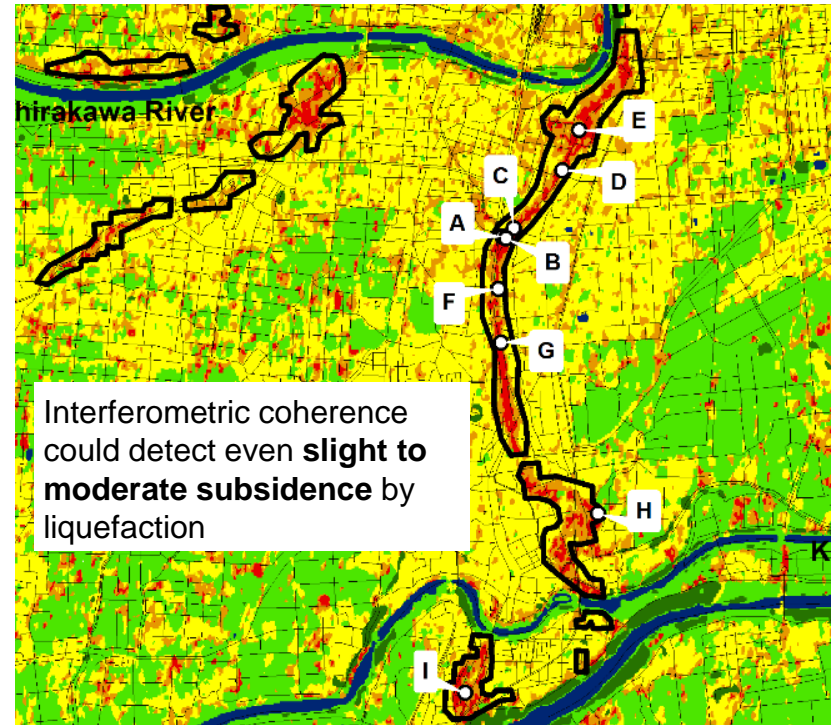 hirakawa River
E
D
C
A
B
F
G
Interferometric coherence
could detect even slight to
moderate subsidence by
liquefaction
H
K
I